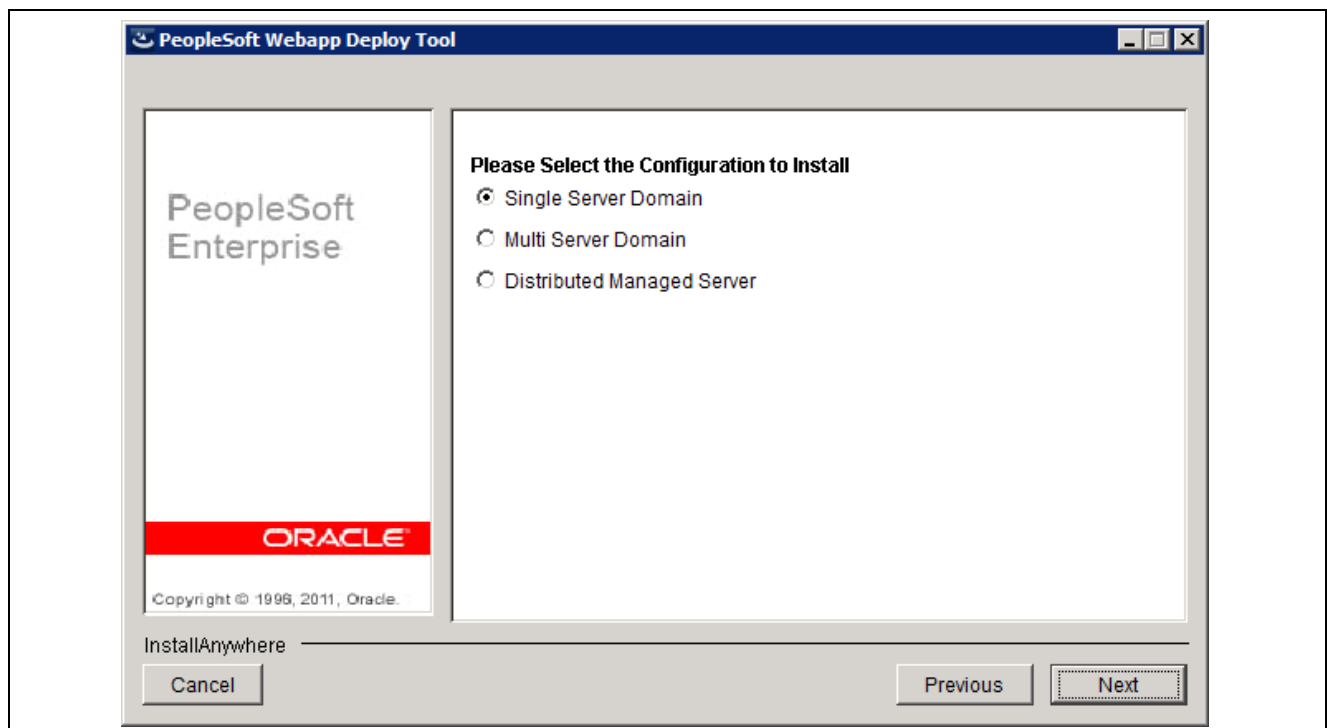 PeopleSoft Webapp Deploy Tool
PeopleSoft
Enterprise
ORACLE
Copyright © 1996, 2011, Oracle.
Please Select the Configuration to Install
Single Server Domain
Multi Server Domain
Distributed Managed Server
InstallAnywhere
Cancel
Previous
Next